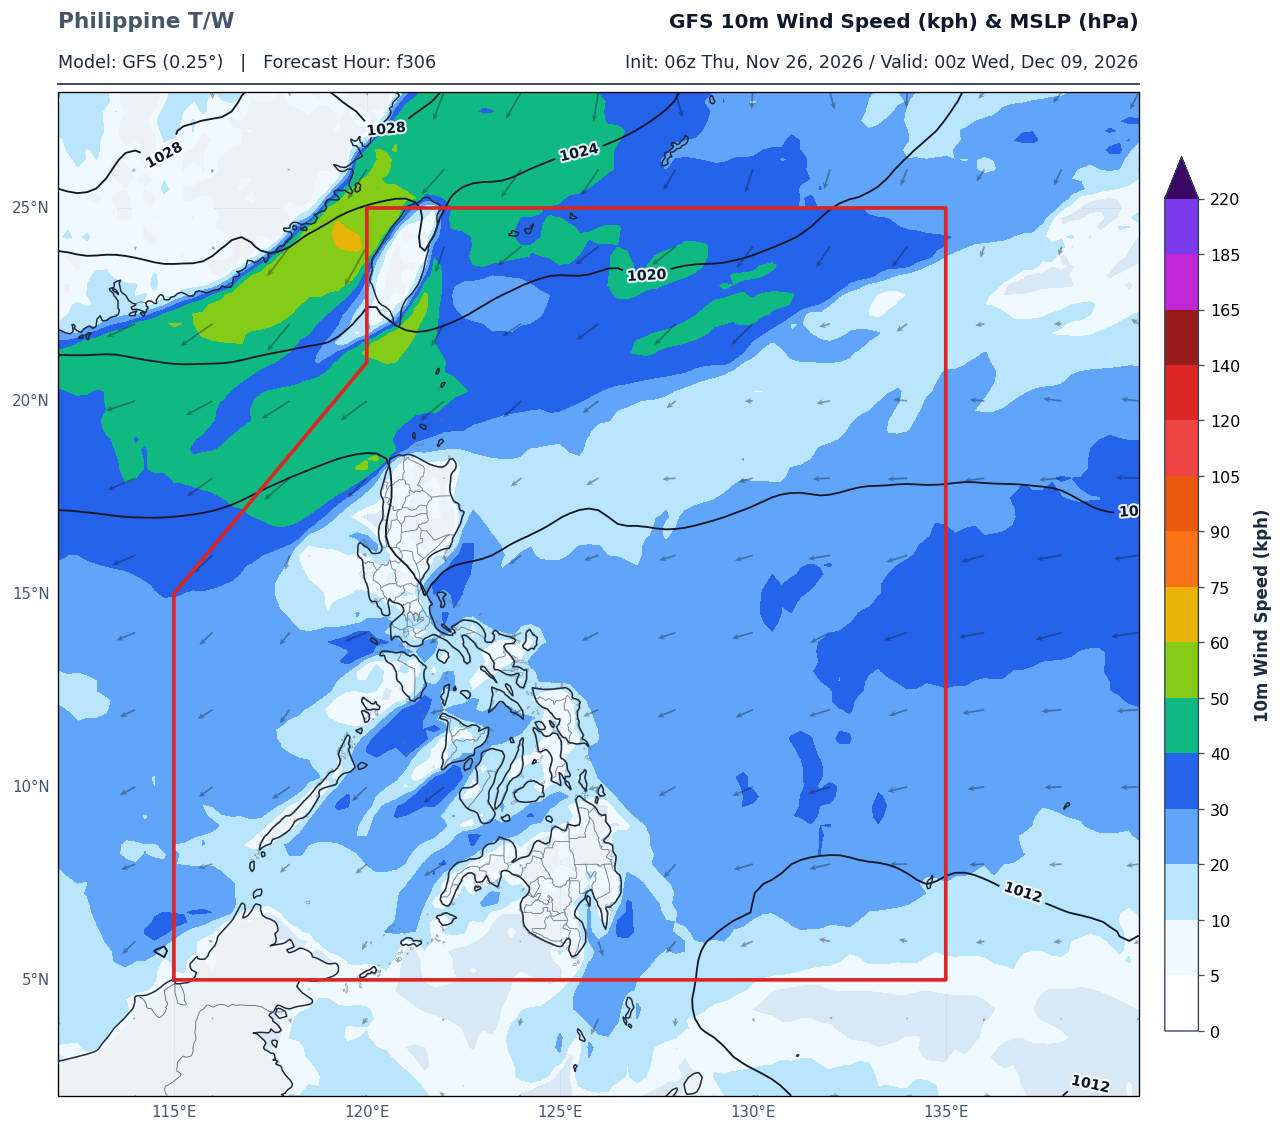 Philippine T/W
GFS 10m Wind Speed (kph) & MSLP (hPa)
Model: GFS (0.25°) | Forecast Hour: f306
Init: 06z Thu, Nov 26, 2026 / Valid: 00z Wed, Dec 09, 2026
1028
1028
1024
1020
10
1012
1012
25°N
20°N
15°N
10°N
5°N
115°E
120°E
125°E
130°E
135°E
220
185
165
140
120
105
90
75
60
50
40
30
20
10
5
0
10m Wind Speed (kph)